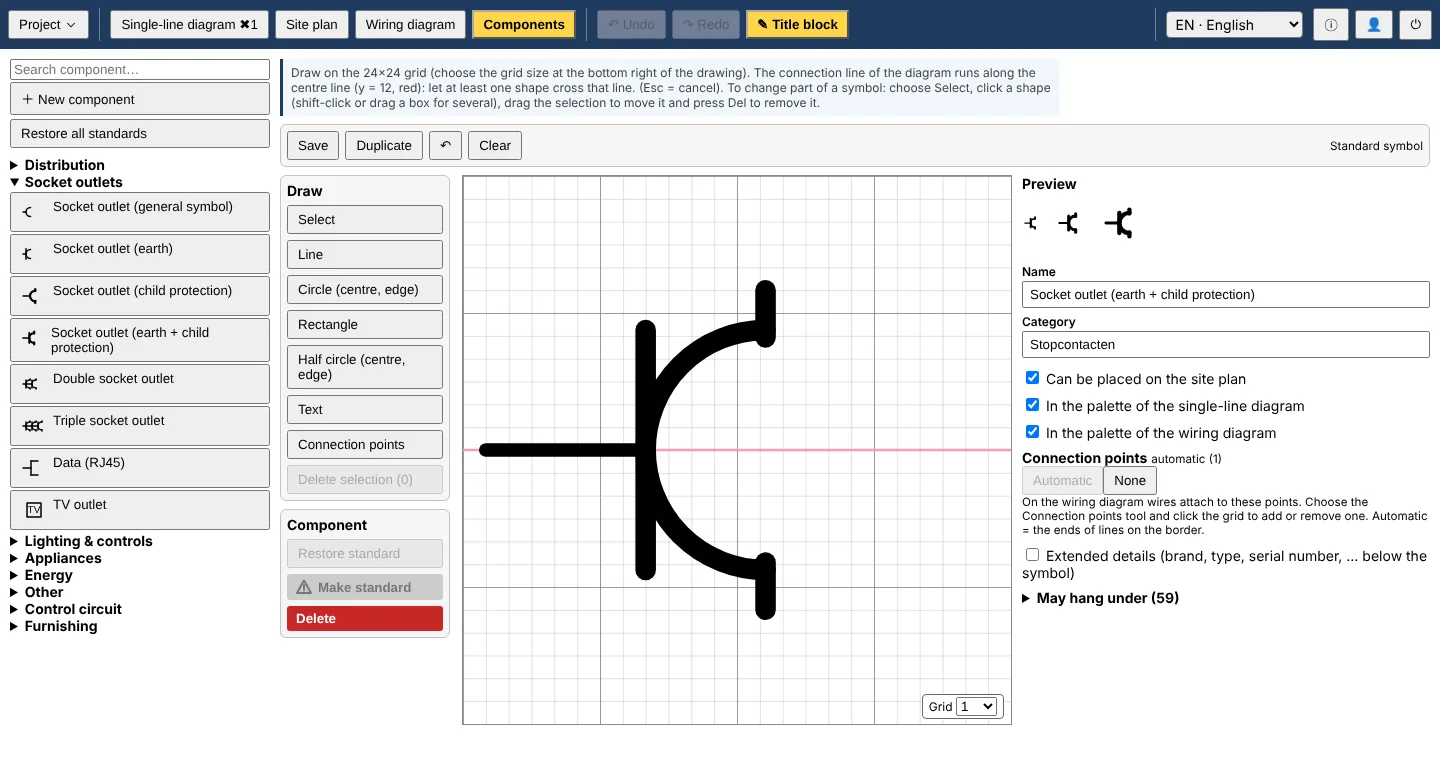 Project
Single-line diagram ✖1
Site plan
Wiring diagram
Components
↶ Undo
↷ Redo
✎ Title block
EN · English
Search component…
+ New component
Restore all standards
Distribution
Socket outlets
Socket outlet (general symbol)
Socket outlet (earth)
Socket outlet (child protection)
Socket outlet (earth + child
protection)
Double socket outlet
Triple socket outlet
Data (RJ45)
TV
TV outlet
Lighting & controls
Appliances
Energy
Other
Control circuit
Furnishing
Draw on the 24×24 grid (choose the grid size at the bottom right of the drawing). The connection line of the diagram runs along the
centre line (y = 12, red): let at least one shape cross that line. (Esc = cancel). To change part of a symbol: choose Select, click a shape
(shift-click or drag a box for several), drag the selection to move it and press Del to remove it.
Save
Duplicate
↶
Clear
Standard symbol
Draw
Select
Line
Circle (centre, edge)
Rectangle
Half circle (centre,
edge)
Text
Connection points
Delete selection (0)
Component
Restore standard
Make standard
Delete
Grid 1
Preview
Name
Socket outlet (earth + child protection)
Category
Stopcontacten
Can be placed on the site plan
In the palette of the single-line diagram
In the palette of the wiring diagram
Connection points automatic (1)
Automatic
None
On the wiring diagram wires attach to these points. Choose the
Connection points tool and click the grid to add or remove one. Automatic
= the ends of lines on the border.
Extended details (brand, type, serial number, … below the
symbol)
May hang under (59)